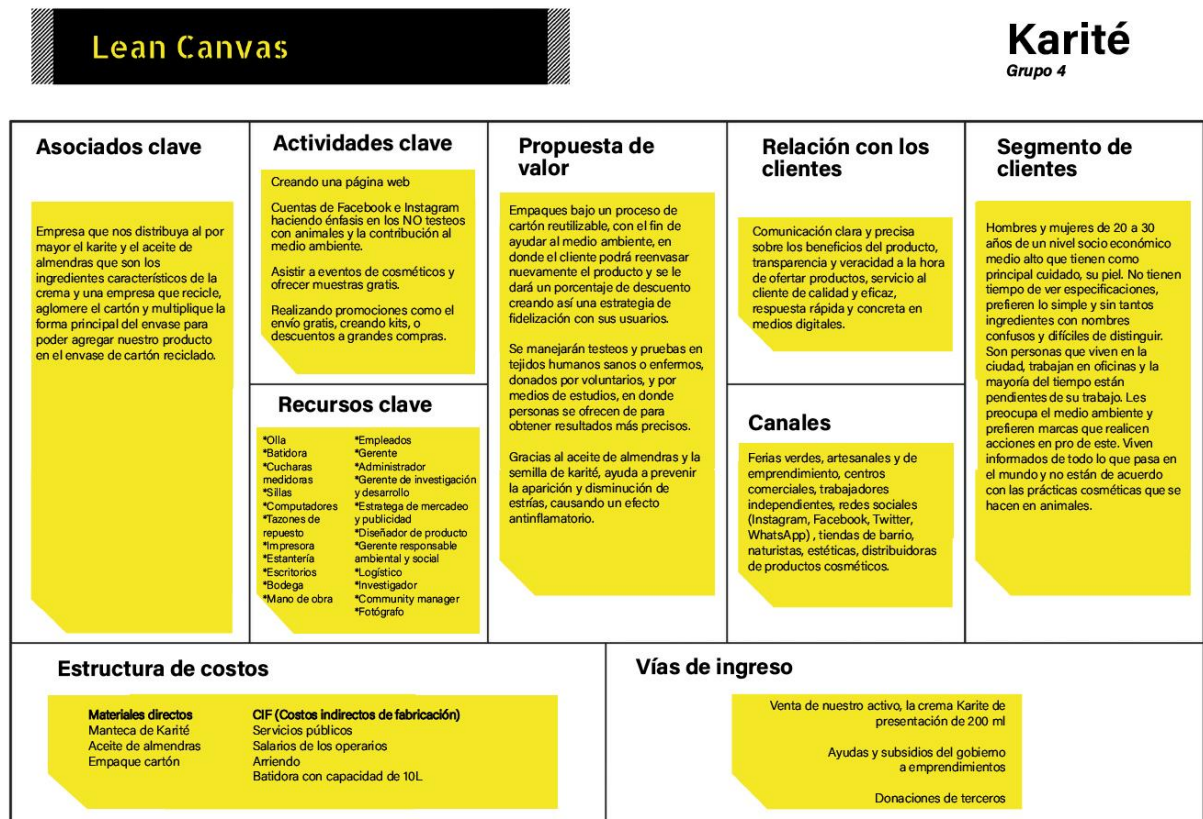 Lean Canvas
Karité
Grupo 4
Asociados clave
Empresa que nos distribuya al por
mayor el karite y el aceite de
almendras que son los
ingredientes característicos de la
crema y una empresa que recicle,
aglomere el cartón y multiplique la
forma principal del envase para
poder agregar nuestro producto
en el envase de cartón reciclado.
Actividades clave
Creando una página web
Cuentas de Facebook e Instagram
haciendo énfasis en los NO testeos
con animales y la contribución al
medio ambiente.
Asistir a eventos de cosméticos y
ofrecer muestras gratis.
Realizando promociones como el
envío gratis, creando kits, o
descuentos a grandes compras.
Recursos clave
*Olla
*Batidora
*Cucharas
medidoras
*Sillas
*Computadores
*Tazones de
repuesto
*Impresora
*Estantería
*Escritorios
*Bodega
*Mano de obra
*Empleados
*Gerente
*Administrador
*Gerente de investigación
y desarrollo
*Estratega de mercadeo
y publicidad
*Diseñador de producto
*Gerente responsable
ambiental y social
*Logístico
*Investigador
*Community manager
*Fotógrafo
Propuesta de
valor
Empaques bajo un proceso de
cartón reutilizable, con el fin de
ayudar al medio ambiente, en
donde el cliente podrá reenvasar
nuevamente el producto y se le
dará un porcentaje de descuento
creando así una estrategia de
fidelización con sus usuarios.
Se manejarán testeos y pruebas en
tejidos humanos sanos o enfermos,
donados por voluntarios, y por
medios de estudios, en donde
personas se ofrecen de para
obtener resultados más precisos.
Gracias al aceite de almendras y la
semilla de karité, ayuda a prevenir
la aparición y disminución de
estrías, causando un efecto
antinflamatorio.
Relación con los
clientes
Comunicación clara y precisa
sobre los beneficios del producto,
transparencia y veracidad a la hora
de ofertar productos, servicio al
cliente de calidad y eficaz,
respuesta rápida y concreta en
medios digitales.
Canales
Ferias verdes, artesanales y de
emprendimiento, centros
comerciales, trabajadores
independientes, redes sociales
(Instagram, Facebook, Twitter,
WhatsApp) , tiendas de barrio,
naturistas, estéticas, distribuidoras
de productos cosméticos.
Segmento de
clientes
Hombres y mujeres de 20 a 30
años de un nivel socio económico
medio alto que tienen como
principal cuidado, su piel. No tienen
tiempo de ver especificaciones,
prefieren lo simple y sin tantos
ingredientes con nombres
confusos y difíciles de distinguir.
Son personas que viven en la
ciudad, trabajan en oficinas y la
mayoría del tiempo están
pendientes de su trabajo. Les
preocupa el medio ambiente y
prefieren marcas que realicen
acciones en pro de este. Viven
informados de todo lo que pasa en
el mundo y no están de acuerdo
con las prácticas cosméticas que se
hacen en animales.
Estructura de costos
Materiales directos
Manteca de Karité
Aceite de almendras
Empaque cartón
CIF (Costos indirectos de fabricación)
Servicios públicos
Salarios de los operarios
Arriendo
Batidora con capacidad de 10L
Vías de ingreso
Venta de nuestro activo, la crema Karite de
presentación de 200 ml
Ayudas y subsidios del gobierno
a emprendimientos
Donaciones de terceros